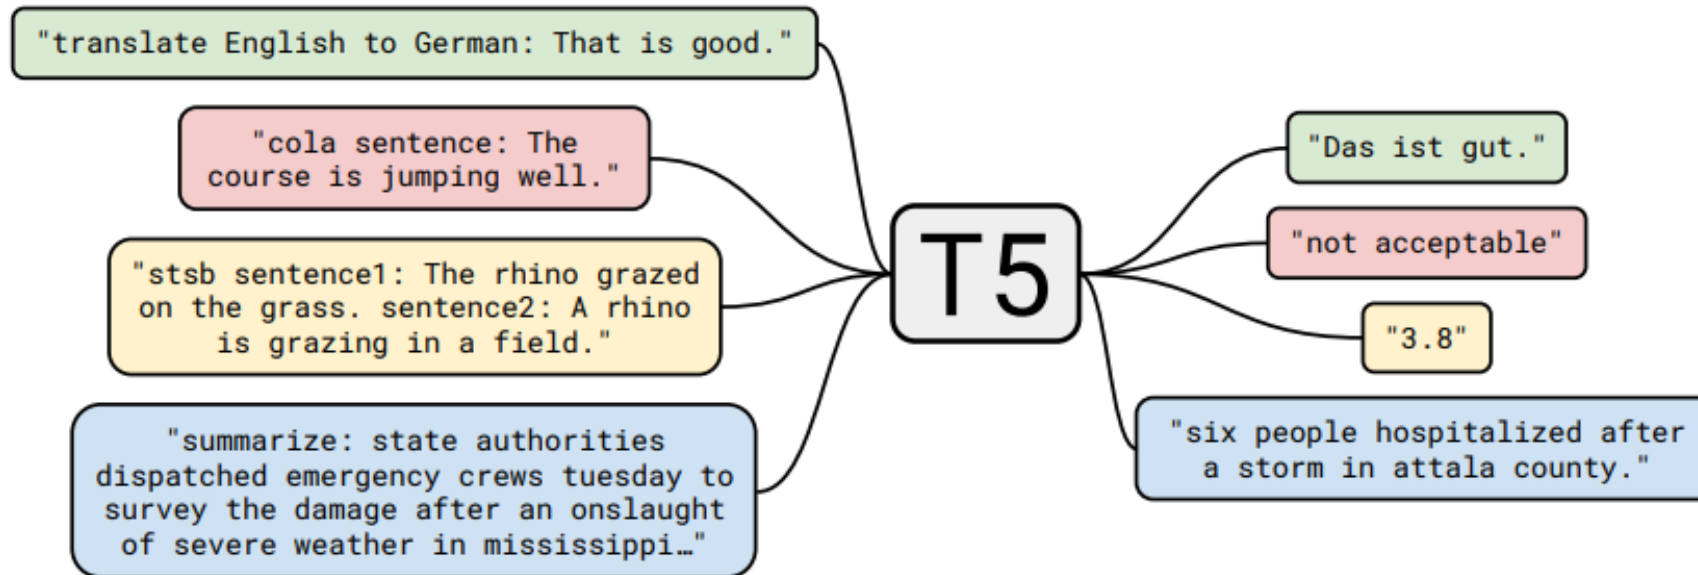 "translate English to German: That is good."
"cola sentence: The
course is jumping well."
"stsb sentence1: The rhino grazed
on the grass. sentence2: A rhino
is grazing in a field."
"summarize: state authorities
dispatched emergency crews tuesday to
survey the damage after an onslaught
of severe weather in mississippi…"
T5
"Das ist gut."
"not acceptable"
"3.8"
"six people hospitalized after
a storm in attala county."